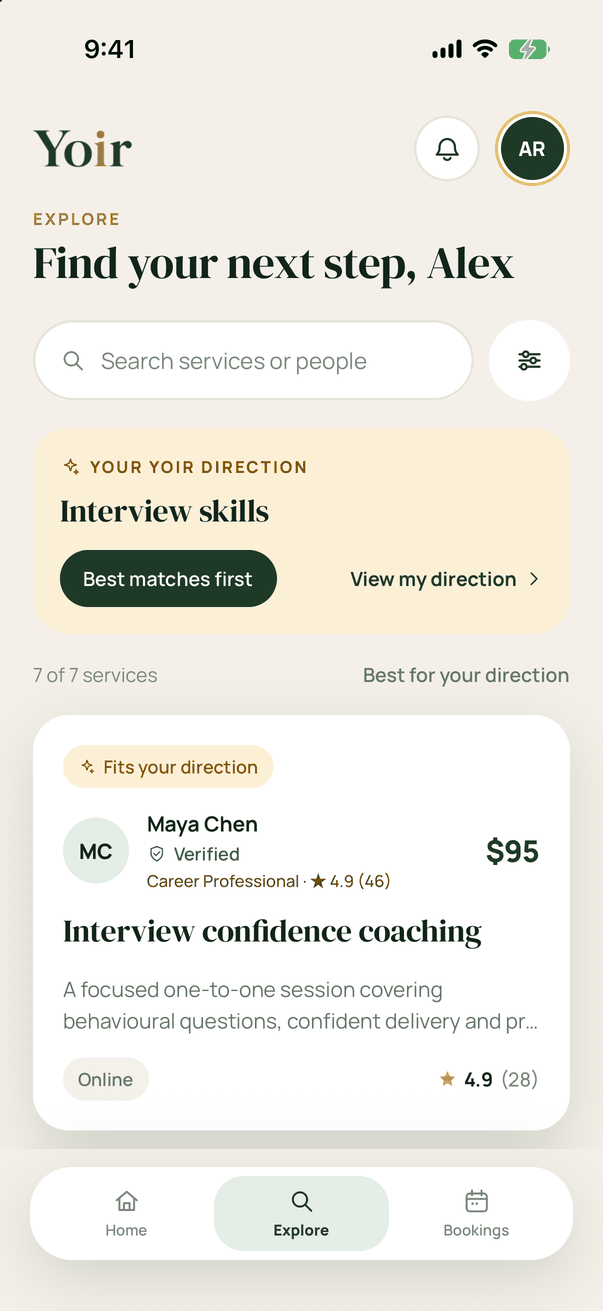 9:41
Yoir
AR
EXPLORE
Find your next step, Alex
Search services or people
YOUR YOIR DIRECTION
Interview skills
Best matches first
View my direction
7 of 7 services
Best for your direction
Fits your direction
MC
Maya Chen
Verified
Career Professional · ★ 4.9 (46)
$95
Interview confidence coaching
A focused one-to-one session covering
behavioural questions, confident delivery and pr...
Online
4.9 (28)
Home
Explore
Bookings